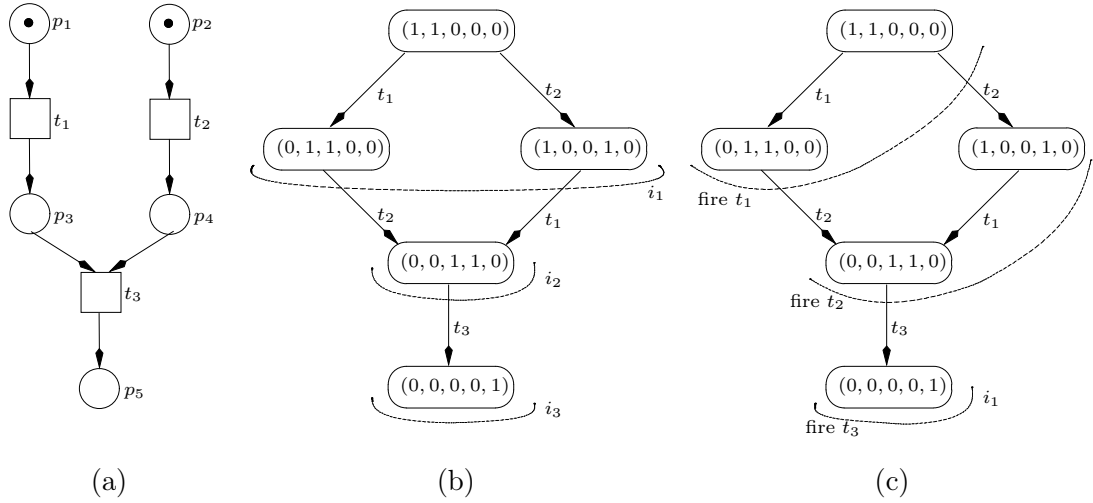 p₁
p₂
t₁
t₂
p₃
p₄
t₃
p₅
(a)
(1, 1, 0, 0, 0)
t₁
t₂
(0, 1, 1, 0, 0)
(1, 0, 0, 1, 0)
i₁
t₂
t₁
(0, 0, 1, 1, 0)
i₂
t₃
(0, 0, 0, 0, 1)
i₃
(b)
(1, 1, 0, 0, 0)
t₁
t₂
(0, 1, 1, 0, 0)
(1, 0, 0, 1, 0)
fire t₁
t₂
t₁
(0, 0, 1, 1, 0)
fire t₂
t₃
(0, 0, 0, 0, 1)
i₁
fire t₃
(c)